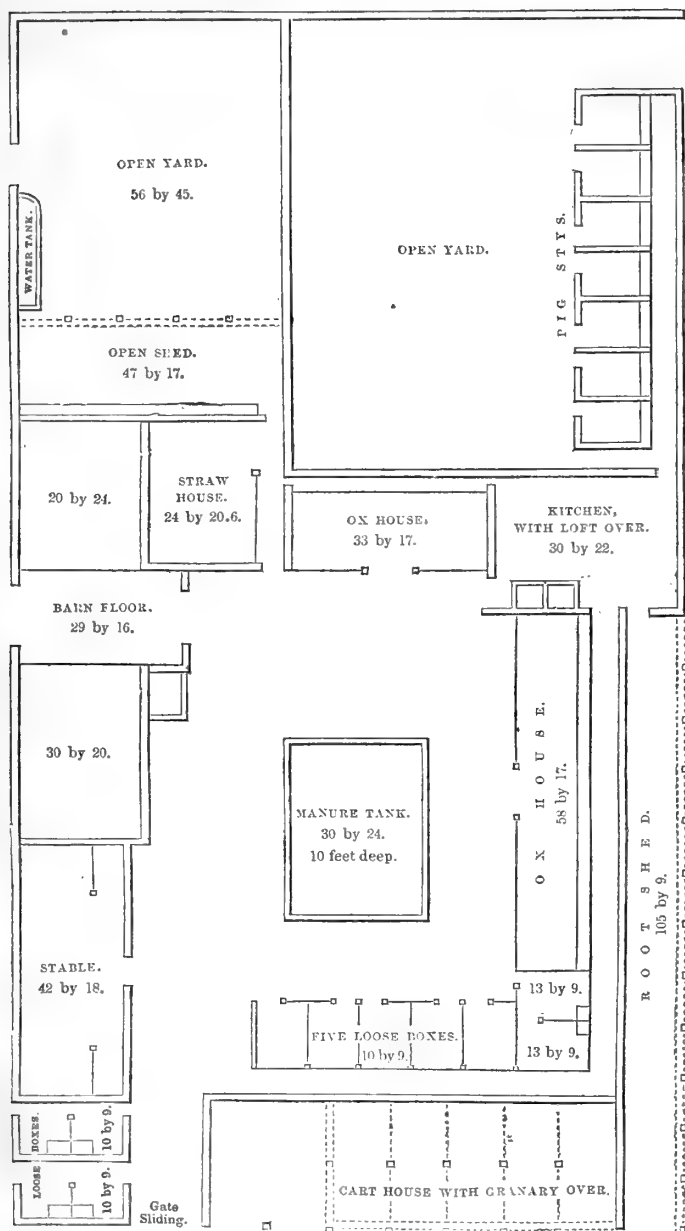 OPEN YARD.
56 by 45.
WATER TANK.
OPEN YARD.
PIG STYS.
OPEN SHED.
47 by 17.
20 by 24.
STRAW
HOUSE.
24 by 20.6.
OX HOUSE.
33 by 17.
KITCHEN,
WITH LOFT OVER.
30 by 22.
BARN FLOOR.
29 by 16.
30 by 20.
MANURE TANK.
30 by 24.
10 feet deep.
OX HOUSE.
58 by 17.
ROOT SHED.
105 by 9.
STABLE.
42 by 18.
13 by 9.
FIVE LOOSE BOXES.
10 by 9.
13 by 9.
LOOSE BOXES.
10 by 9.
10 by 9.
Gate
Sliding.
CART HOUSE WITH GRANARY OVER.